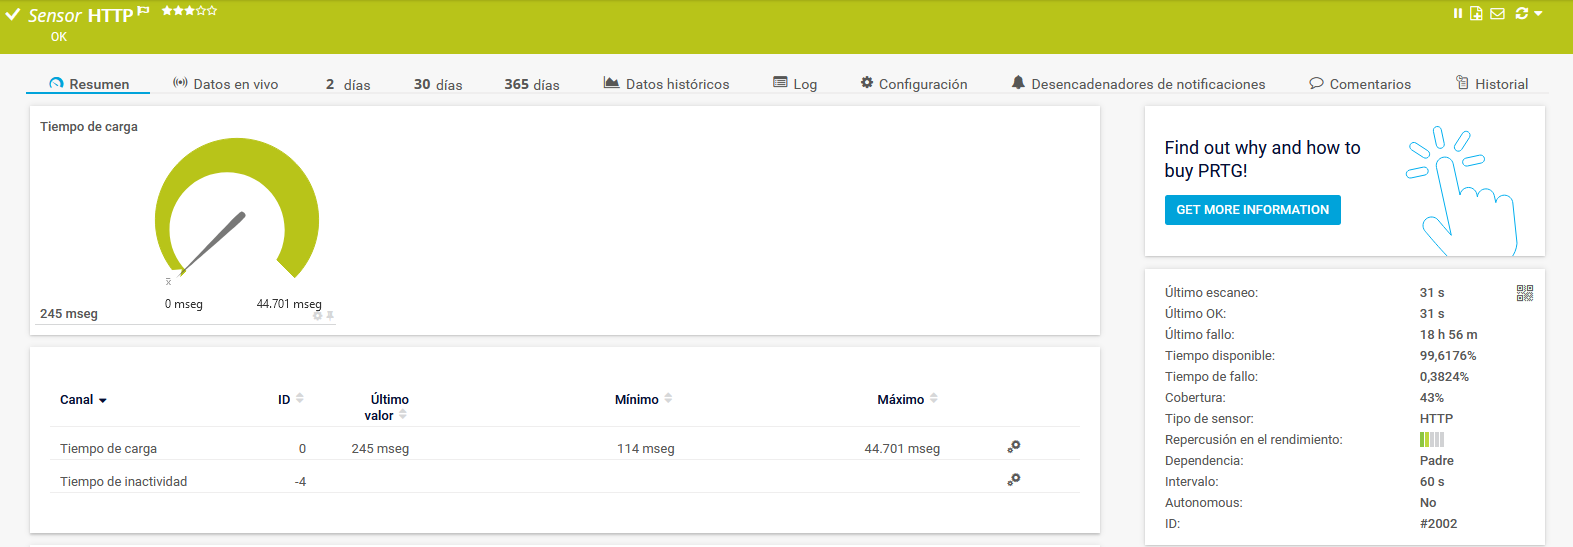 Sensor HTTP
OK
Resumen
Datos en vivo
2 días
30 días
365 días
Datos históricos
Log
Configuración
Desencadenadores de notificaciones
Comentarios
Historial
Tiempo de carga
x̄
0 mseg
44.701 mseg
245 mseg
Canal ID Último valor Mínimo Máximo
Tiempo de carga 0 245 mseg 114 mseg 44.701 mseg
Tiempo de inactividad -4
Find out why and how to
buy PRTG!
GET MORE INFORMATION
Último escaneo: 31 s
Último OK: 31 s
Último fallo: 18 h 56 m
Tiempo disponible: 99,6176%
Tiempo de fallo: 0,3824%
Cobertura: 43%
Tipo de sensor: HTTP
Repercusión en el rendimiento:
Dependencia: Padre
Intervalo: 60 s
Autonomous: No
ID: #2002